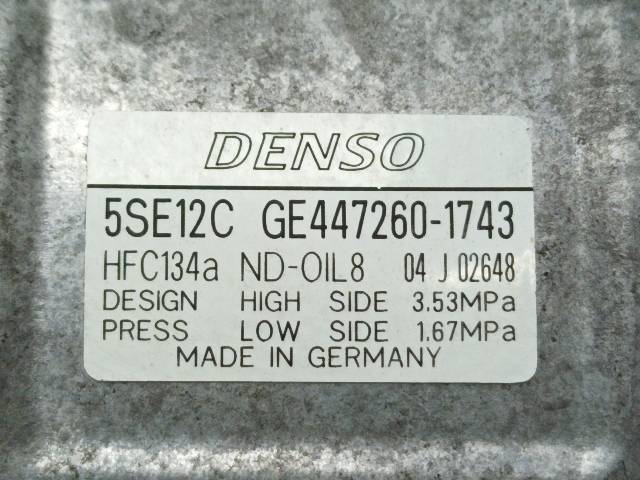 DENSO
5SE12C GE447260-1743
HFC134a ND-OIL8 04 J 02648
DESIGN HIGH SIDE 3.53MPa
PRESS LOW SIDE 1.67MPa
MADE IN GERMANY